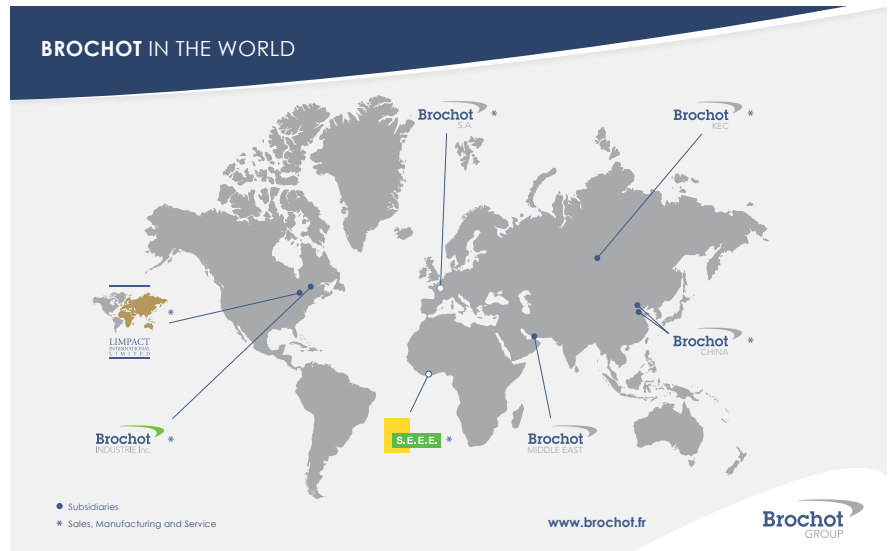 BROCHOT IN THE WORLD
Brochot *
S.A.
Brochot *
KEC
*
LIMPACT
INTERNATIONAL
LIMITED
Brochot *
CHINA
Brochot *
INDUSTRIE Inc.
S.E.E.E. *
Brochot
MIDDLE EAST
Subsidiaries
* Sales, Manufacturing and Service
www.brochot.fr
Brochot
GROUP